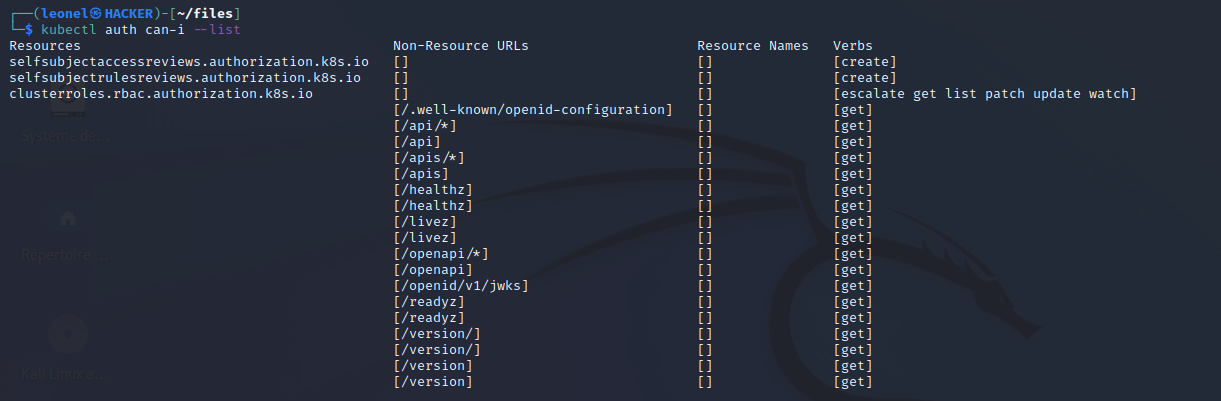 ┌──(leonel㉿HACKER)-[~/files]
└─$ kubectl auth can-i --list
Resources Non-Resource URLs Resource Names Verbs
selfsubjectaccessreviews.authorization.k8s.io [] [] [create]
selfsubjectrulesreviews.authorization.k8s.io [] [] [create]
clusterroles.rbac.authorization.k8s.io [] [] [escalate get list patch update watch]
[/.well-known/openid-configuration] [] [get]
[/api/*] [] [get]
[/api] [] [get]
[/apis/*] [] [get]
[/apis] [] [get]
[/healthz] [] [get]
[/healthz] [] [get]
[/livez] [] [get]
[/livez] [] [get]
[/openapi/*] [] [get]
[/openapi] [] [get]
[/openid/v1/jwks] [] [get]
[/readyz] [] [get]
[/readyz] [] [get]
[/version/] [] [get]
[/version/] [] [get]
[/version] [] [get]
[/version] [] [get]
Système de...
Répertoire ...
Kali Linux a...